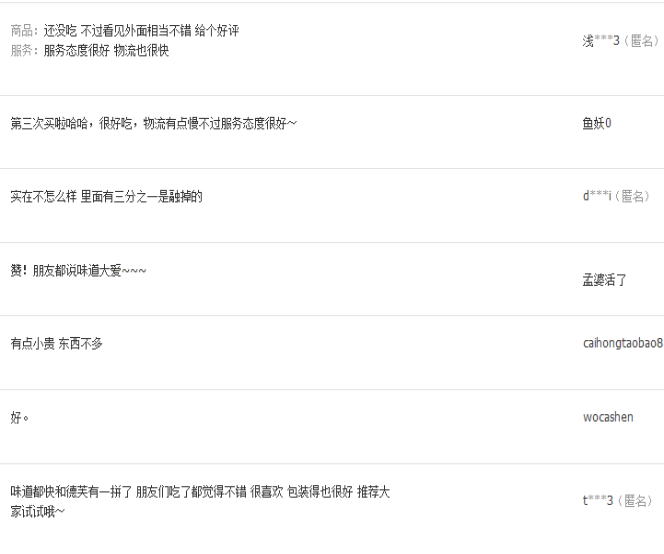 商品：还没吃 不过看见外面相当不错 给个好评
服务：服务态度很好 物流也很快
浅***3（匿名）
第三次买啦哈哈，很好吃，物流有点慢不过服务态度很好～
鱼妖0
实在不怎么样 里面有三分之一是融掉的
d***i（匿名）
赞！朋友都说味道大爱~~~
孟婆活了
有点小贵 东西不多
caihongtaobao8
好。
wocashen
味道都快和德芙有一拼了 朋友们吃了都觉得不错 很喜欢 包装得也很好 推荐大
家试试哦～
t***3（匿名）